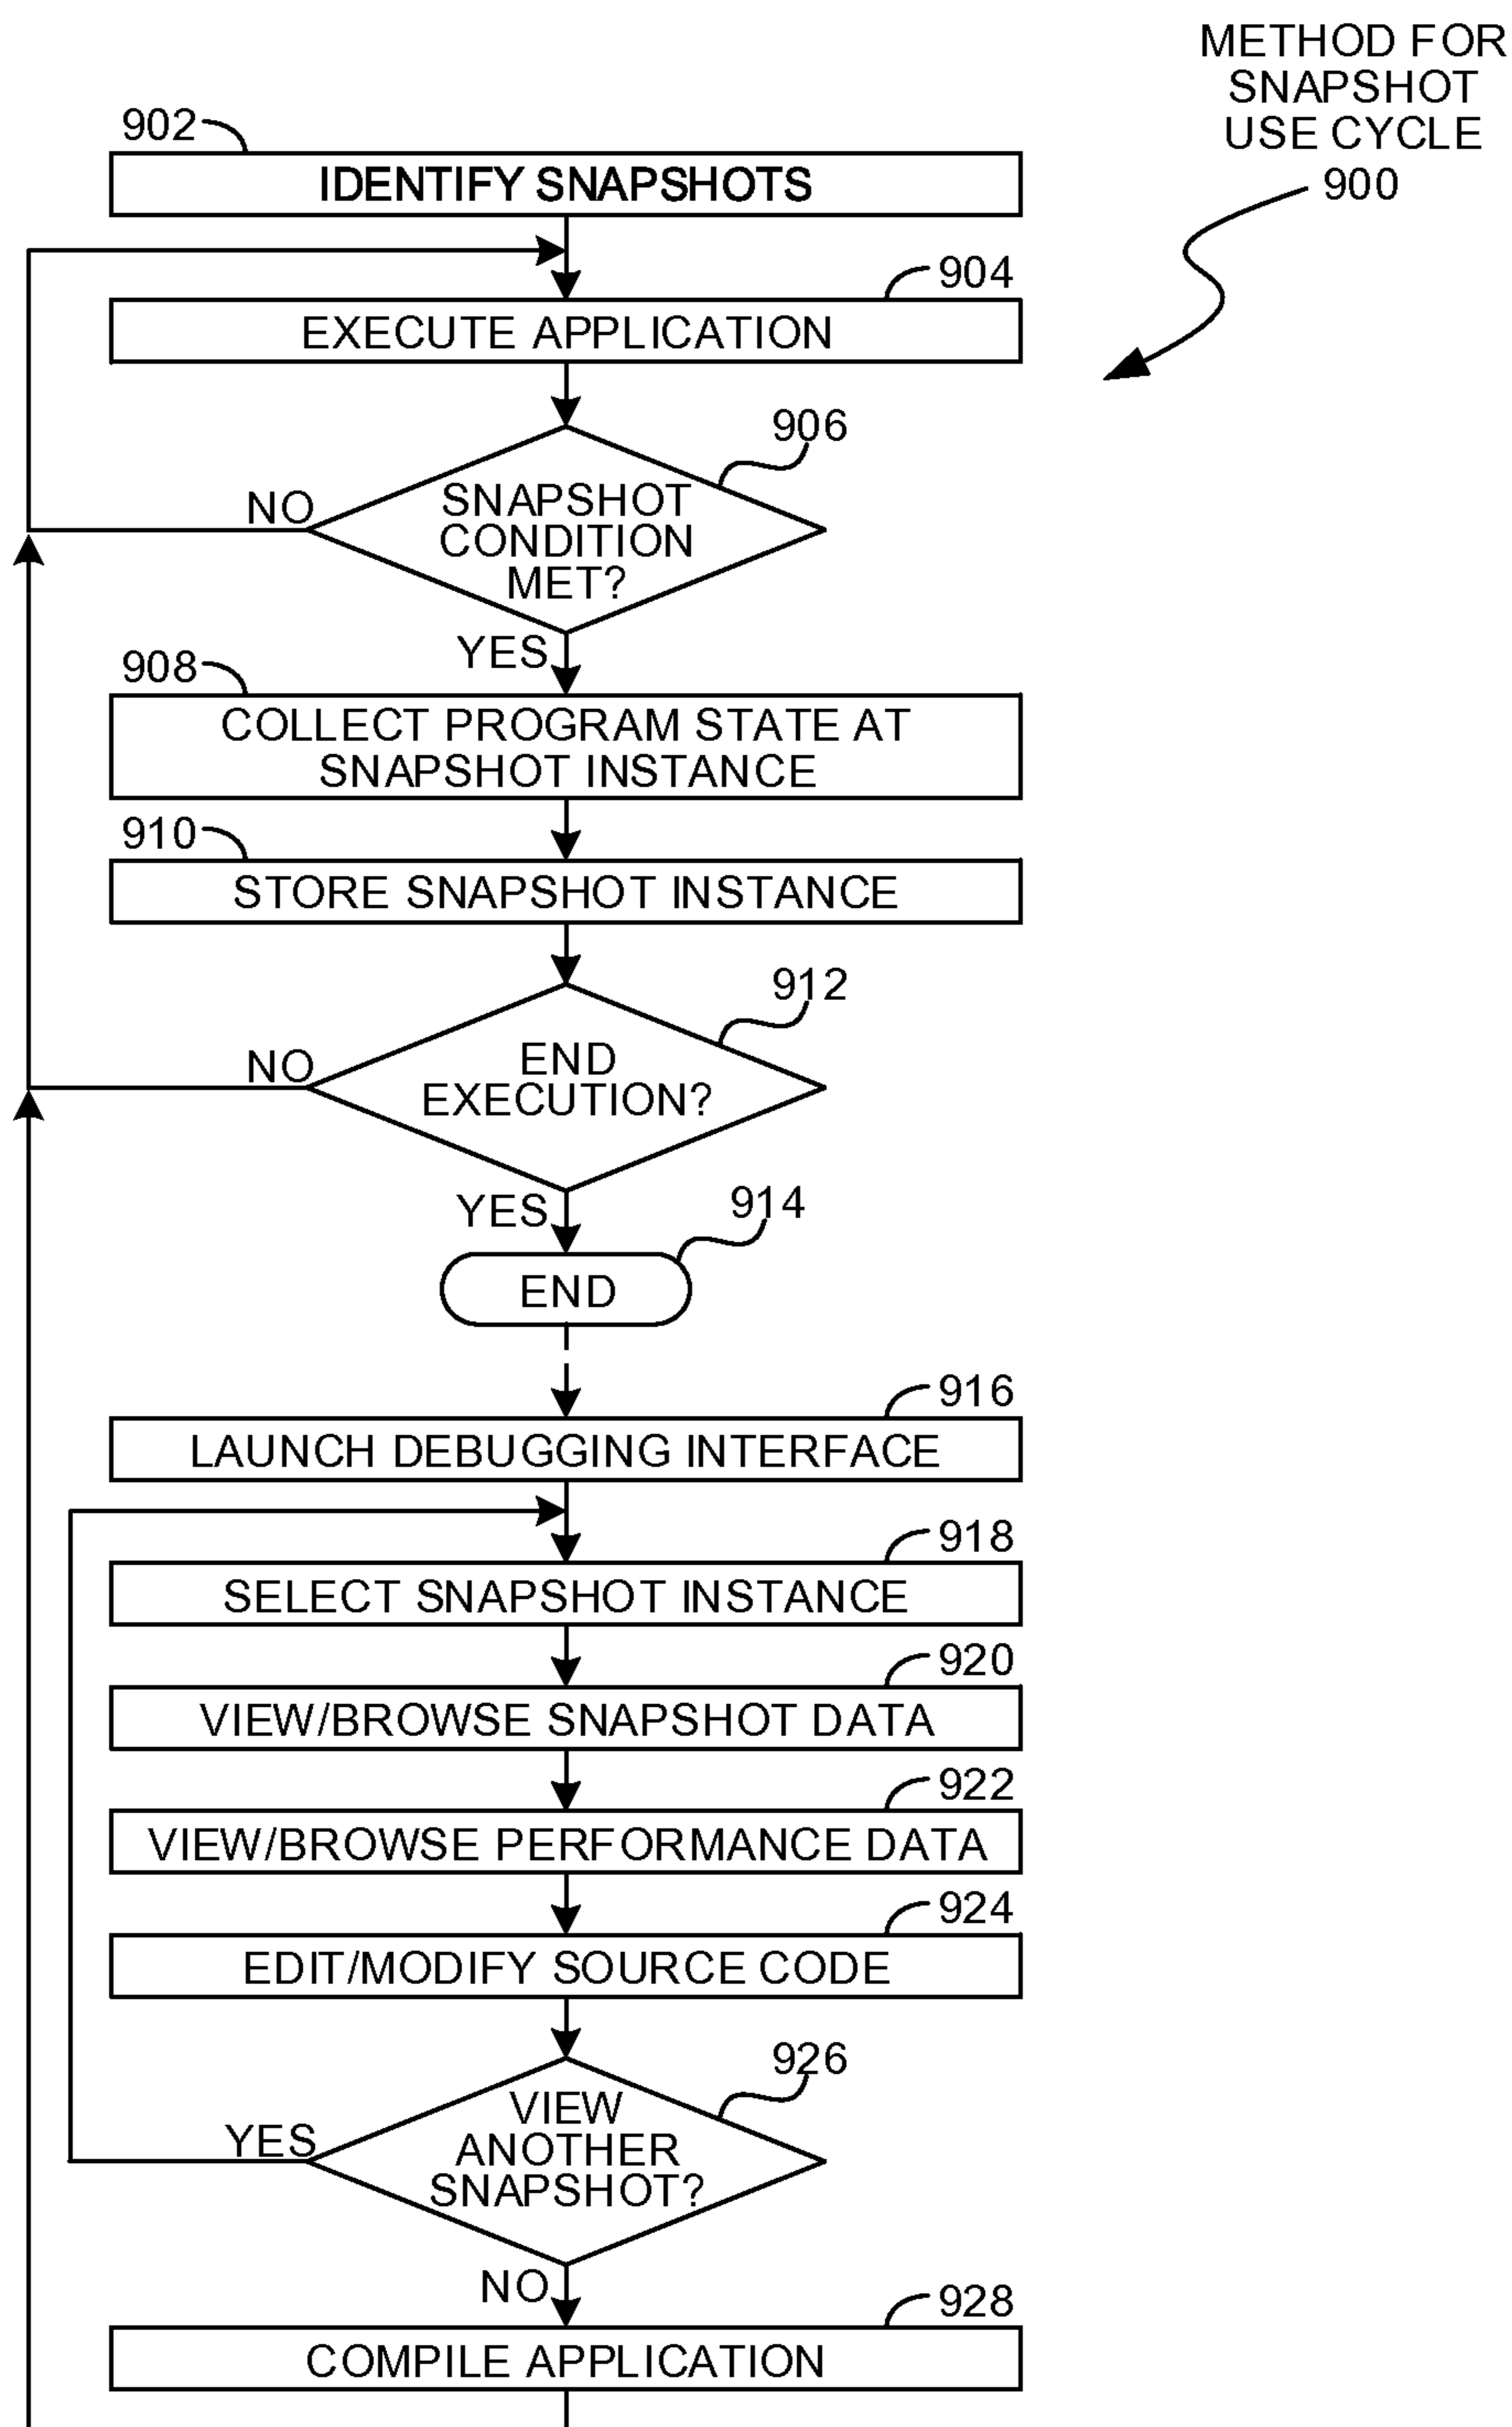 METHOD FOR
SNAPSHOT
USE CYCLE
900
902
IDENTIFY SNAPSHOTS
904
EXECUTE APPLICATION
906
SNAPSHOT
CONDITION
MET?
NO
YES
908
COLLECT PROGRAM STATE AT
SNAPSHOT INSTANCE
910
STORE SNAPSHOT INSTANCE
912
END
EXECUTION?
NO
YES
914
END
916
LAUNCH DEBUGGING INTERFACE
918
SELECT SNAPSHOT INSTANCE
920
VIEW/BROWSE SNAPSHOT DATA
922
VIEW/BROWSE PERFORMANCE DATA
924
EDIT/MODIFY SOURCE CODE
926
VIEW
ANOTHER
SNAPSHOT?
YES
NO
928
COMPILE APPLICATION